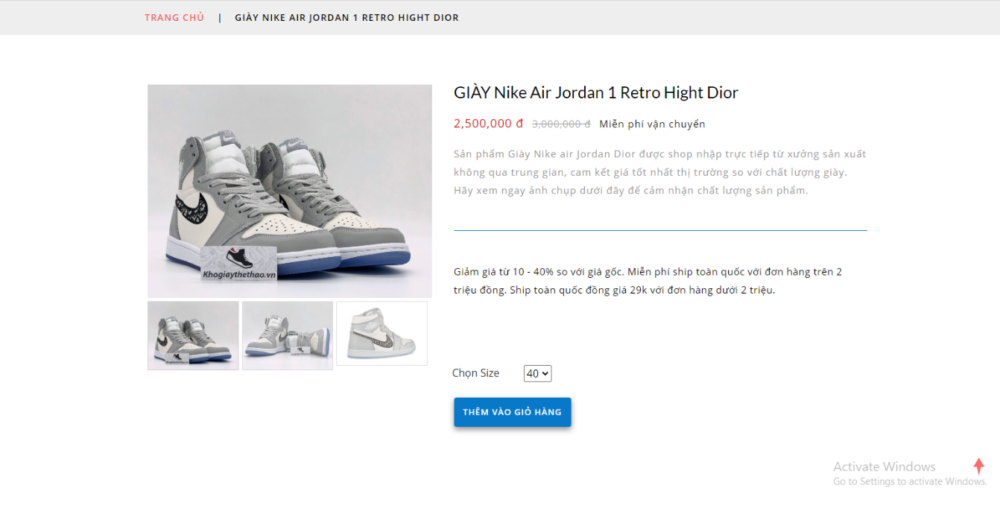 TRANG CHỦ | GIÀY NIKE AIR JORDAN 1 RETRO HIGHT DIOR
GIÀY Nike Air Jordan 1 Retro Hight Dior
2,500,000 đ 3,000,000 đ Miễn phí vận chuyển
Sản phẩm Giày Nike air Jordan Dior được shop nhập trực tiếp từ xưởng sản xuất
không qua trung gian, cam kết giá tốt nhất thị trường so với chất lượng giày.
Hãy xem ngay ảnh chụp dưới đây để cảm nhận chất lượng sản phẩm.
Khogiaythethao.vn
Giảm giá từ 10 - 40% so với giá gốc. Miễn phí ship toàn quốc với đơn hàng trên 2
triệu đồng. Ship toàn quốc đồng giá 29k với đơn hàng dưới 2 triệu.
Chọn Size 40
THÊM VÀO GIỎ HÀNG
Activate Windows
Go to Settings to activate Windows.